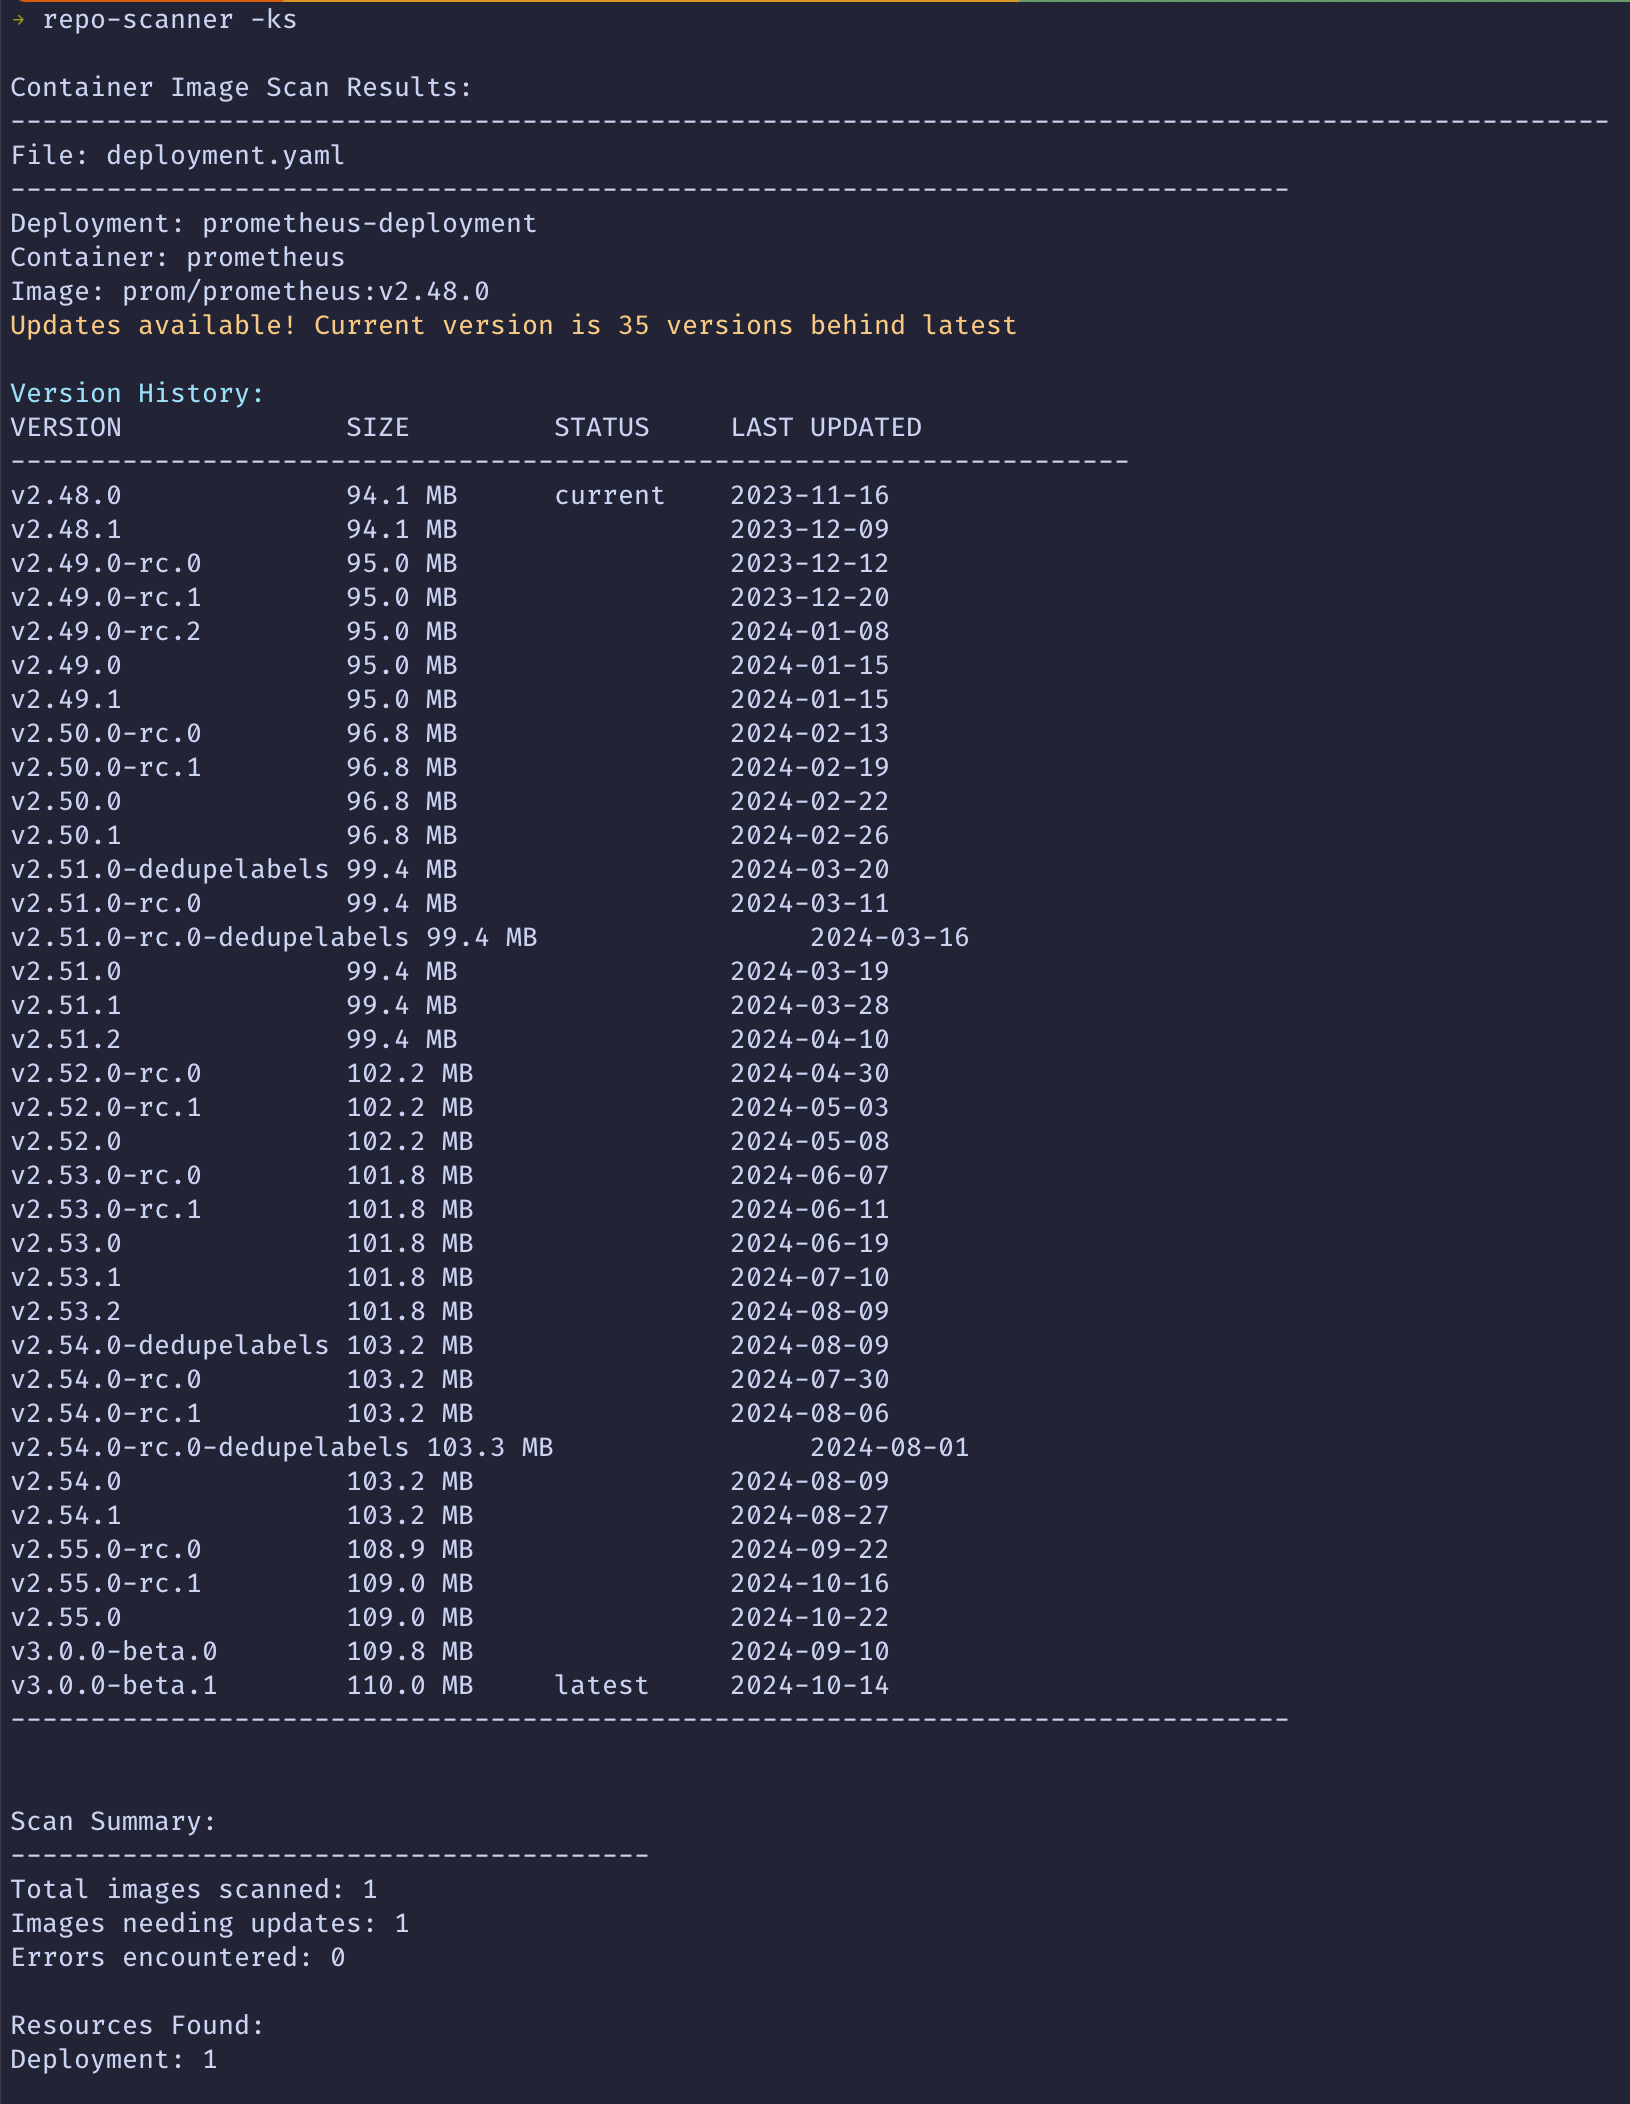 → repo-scanner -ks
Container Image Scan Results:
----------------------------------------------------------------------------------------------------
File: deployment.yaml
--------------------------------------------------------------------------------
Deployment: prometheus-deployment
Container: prometheus
Image: prom/prometheus:v2.48.0
Updates available! Current version is 35 versions behind latest
Version History:
VERSION              SIZE         STATUS     LAST UPDATED
----------------------------------------------------------------------
v2.48.0              94.1 MB      current    2023-11-16
v2.48.1              94.1 MB                 2023-12-09
v2.49.0-rc.0         95.0 MB                 2023-12-12
v2.49.0-rc.1         95.0 MB                 2023-12-20
v2.49.0-rc.2         95.0 MB                 2024-01-08
v2.49.0              95.0 MB                 2024-01-15
v2.49.1              95.0 MB                 2024-01-15
v2.50.0-rc.0         96.8 MB                 2024-02-13
v2.50.0-rc.1         96.8 MB                 2024-02-19
v2.50.0              96.8 MB                 2024-02-22
v2.50.1              96.8 MB                 2024-02-26
v2.51.0-dedupelabels 99.4 MB                 2024-03-20
v2.51.0-rc.0         99.4 MB                 2024-03-11
v2.51.0-rc.0-dedupelabels 99.4 MB                 2024-03-16
v2.51.0              99.4 MB                 2024-03-19
v2.51.1              99.4 MB                 2024-03-28
v2.51.2              99.4 MB                 2024-04-10
v2.52.0-rc.0         102.2 MB                2024-04-30
v2.52.0-rc.1         102.2 MB                2024-05-03
v2.52.0              102.2 MB                2024-05-08
v2.53.0-rc.0         101.8 MB                2024-06-07
v2.53.0-rc.1         101.8 MB                2024-06-11
v2.53.0              101.8 MB                2024-06-19
v2.53.1              101.8 MB                2024-07-10
v2.53.2              101.8 MB                2024-08-09
v2.54.0-dedupelabels 103.2 MB                2024-08-09
v2.54.0-rc.0         103.2 MB                2024-07-30
v2.54.0-rc.1         103.2 MB                2024-08-06
v2.54.0-rc.0-dedupelabels 103.3 MB                2024-08-01
v2.54.0              103.2 MB                2024-08-09
v2.54.1              103.2 MB                2024-08-27
v2.55.0-rc.0         108.9 MB                2024-09-22
v2.55.0-rc.1         109.0 MB                2024-10-16
v2.55.0              109.0 MB                2024-10-22
v3.0.0-beta.0        109.8 MB                2024-09-10
v3.0.0-beta.1        110.0 MB     latest     2024-10-14
--------------------------------------------------------------------------------
Scan Summary:
----------------------------------------
Total images scanned: 1
Images needing updates: 1
Errors encountered: 0
Resources Found:
Deployment: 1